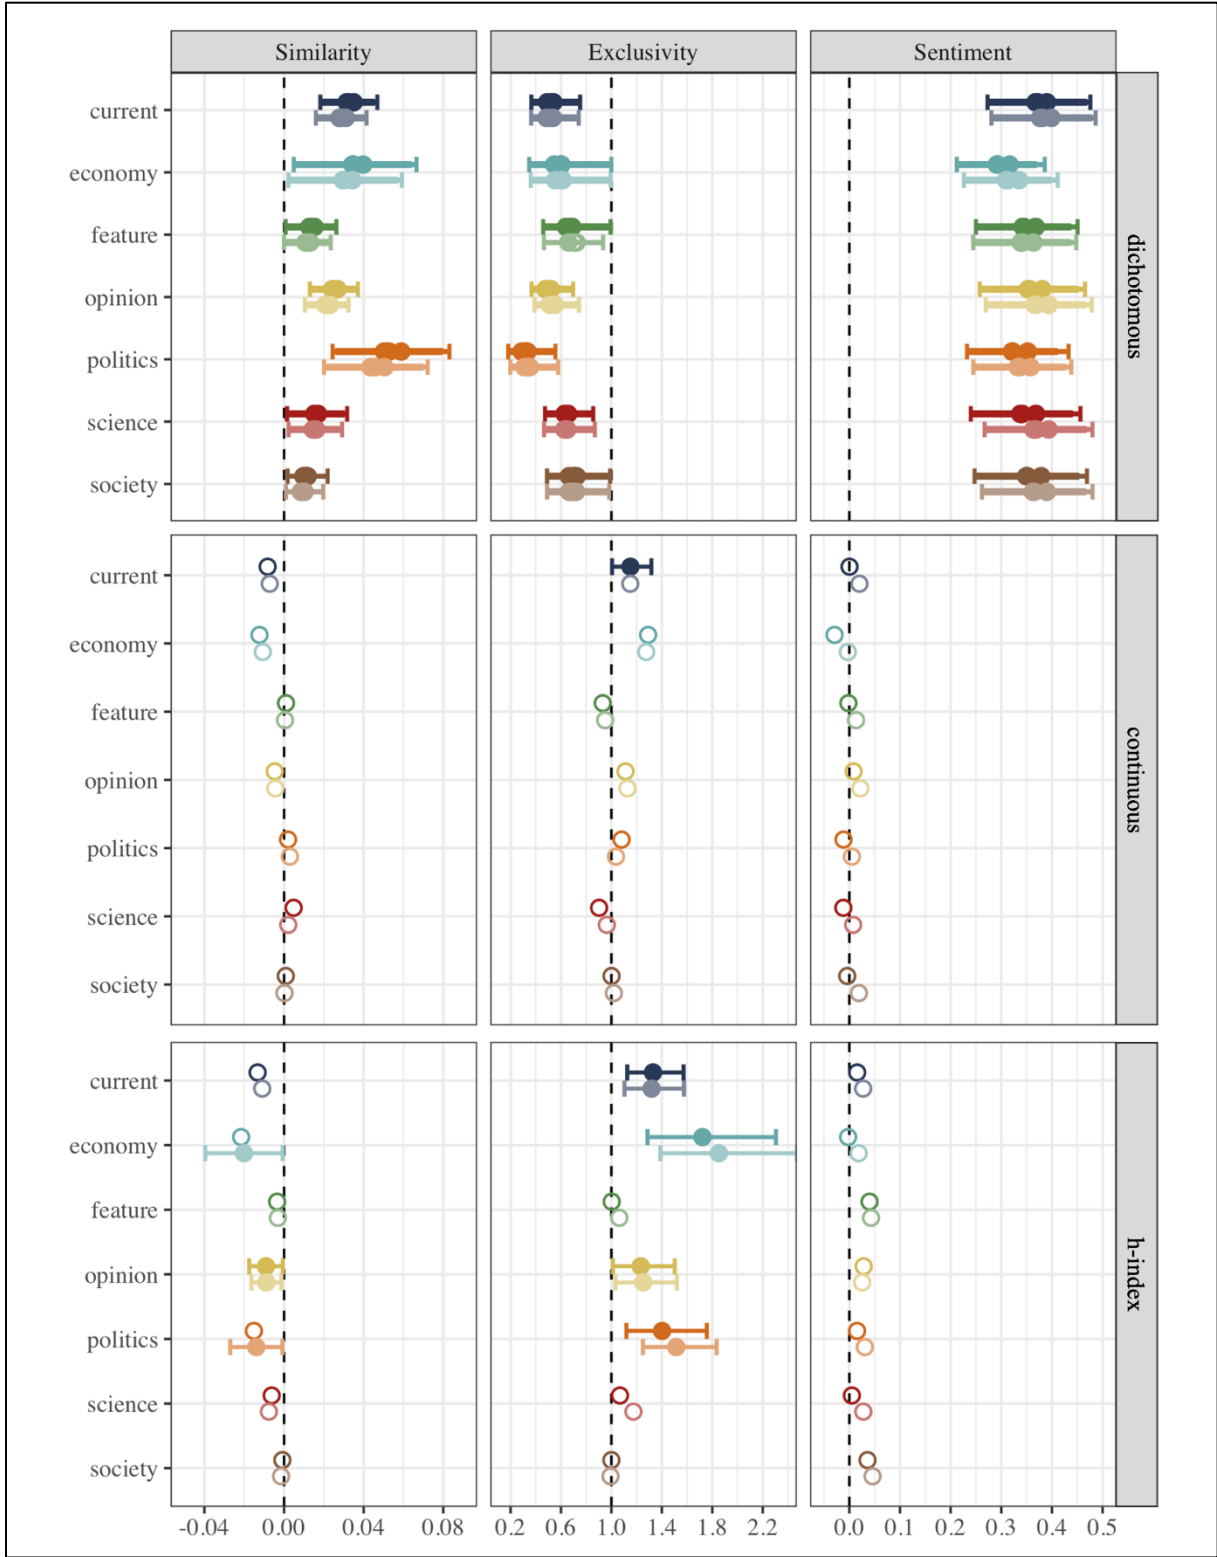 Similarity Exclusivity Sentiment
current
economy
feature
opinion
politics
science
society
dichotomous
current
economy
feature
opinion
politics
science
society
continuous
current
economy
feature
opinion
politics
science
society
h-index
-0.04 0.00 0.04 0.08 0.2 0.6 1.0 1.4 1.8 2.2 0.0 0.1 0.2 0.3 0.4 0.5